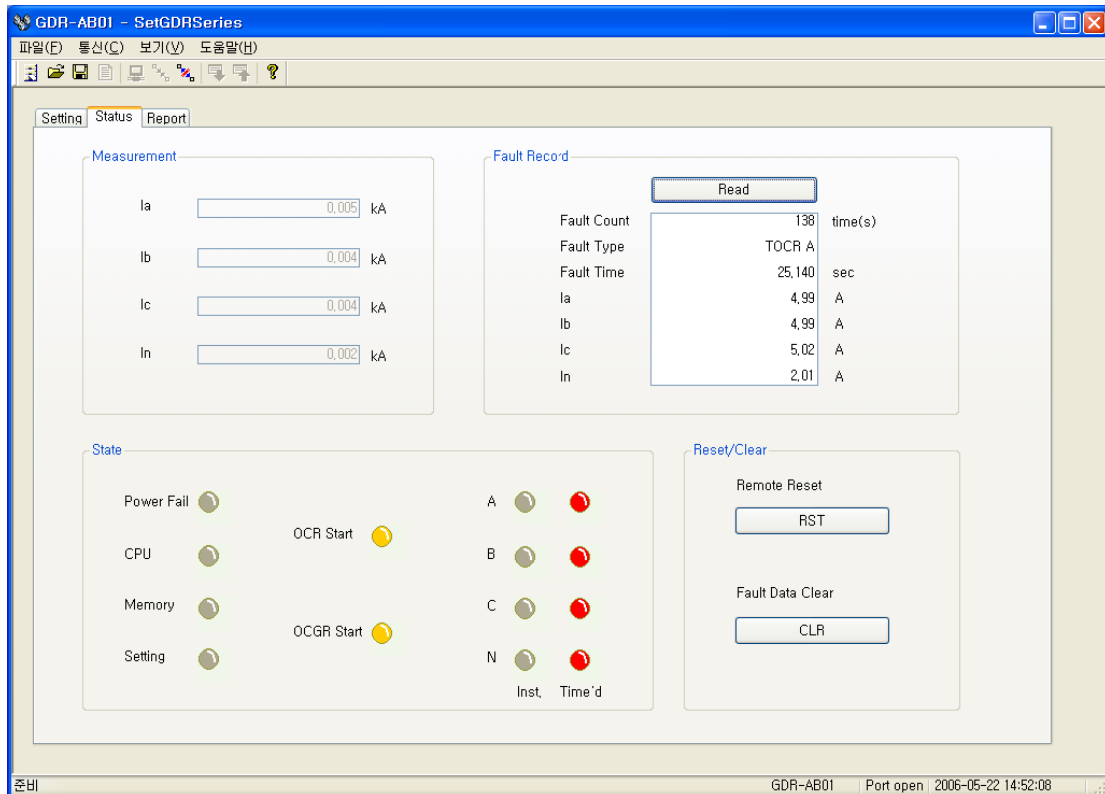 GDR-AB01 - SetGDRSeries
파일(F) 통신(C) 보기(V) 도움말(H)
Setting Status Report
Measurement
Ia 0,005 kA
Ib 0,004 kA
Ic 0,004 kA
In 0,002 kA
Fault Record
Read
Fault Count 138 time(s)
Fault Type TOCR A
Fault Time 25,140 sec
Ia 4,99 A
Ib 4,99 A
Ic 5,02 A
In 2,01 A
State
Power Fail
CPU
Memory
Setting
OCR Start
OCGR Start
A
B
C
N
Inst, Time'd
Reset/Clear
Remote Reset
RST
Fault Data Clear
CLR
준비 GDR-AB01 Port open 2006-05-22 14:52:08